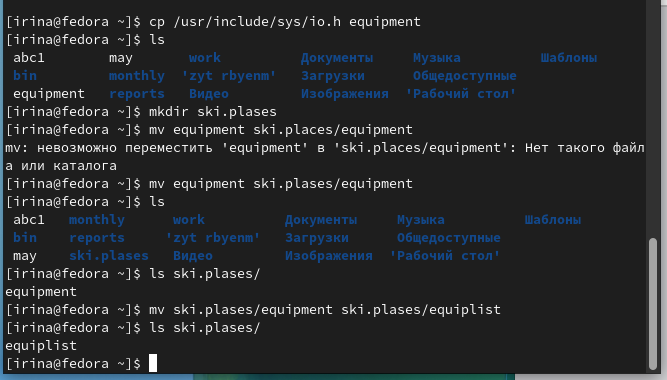 [irina@fedora ~]$ cp /usr/include/sys/io.h equipment
[irina@fedora ~]$ ls
abc1 may work Документы Музыка Шаблоны
bin monthly 'zyt rbyenm' Загрузки Общедоступные
equipment reports Видео Изображения 'Рабочий стол'
[irina@fedora ~]$ mkdir ski.plases
[irina@fedora ~]$ mv equipment ski.places/equipment
mv: невозможно переместить 'equipment' в 'ski.places/equipment': Нет такого файл
а или каталога
[irina@fedora ~]$ mv equipment ski.plases/equipment
[irina@fedora ~]$ ls
abc1 monthly work Документы Музыка Шаблоны
bin reports 'zyt rbyenm' Загрузки Общедоступные
may ski.plases Видео Изображения 'Рабочий стол'
[irina@fedora ~]$ ls ski.plases/
equipment
[irina@fedora ~]$ mv ski.plases/equipment ski.plases/equiplist
[irina@fedora ~]$ ls ski.plases/
equiplist
[irina@fedora ~]$